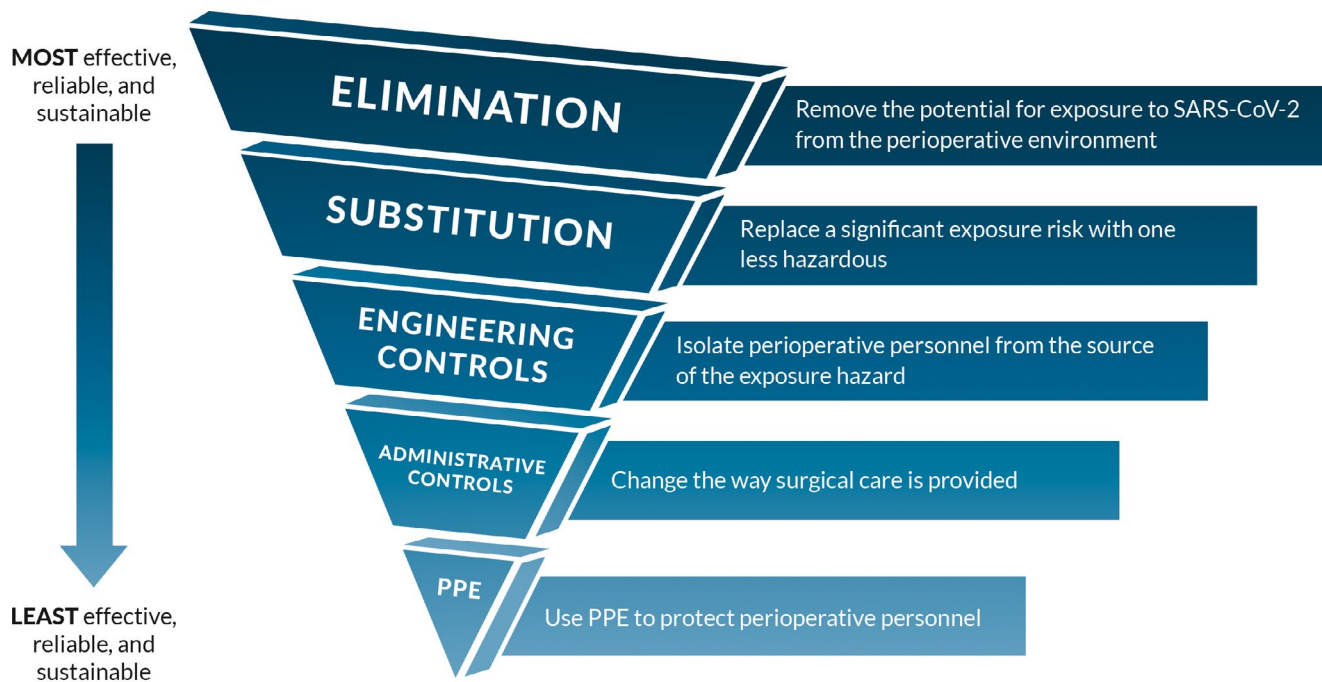 MOST effective,
reliable, and
sustainable
ELIMINATION
Remove the potential for exposure to SARS-CoV-2
from the perioperative environment
SUBSTITUTION
Replace a significant exposure risk with one
less hazardous
ENGINEERING
CONTROLS
Isolate perioperative personnel from the source
of the exposure hazard
ADMINISTRATIVE
CONTROLS
Change the way surgical care is provided
PPE
Use PPE to protect perioperative personnel
LEAST effective,
reliable, and
sustainable